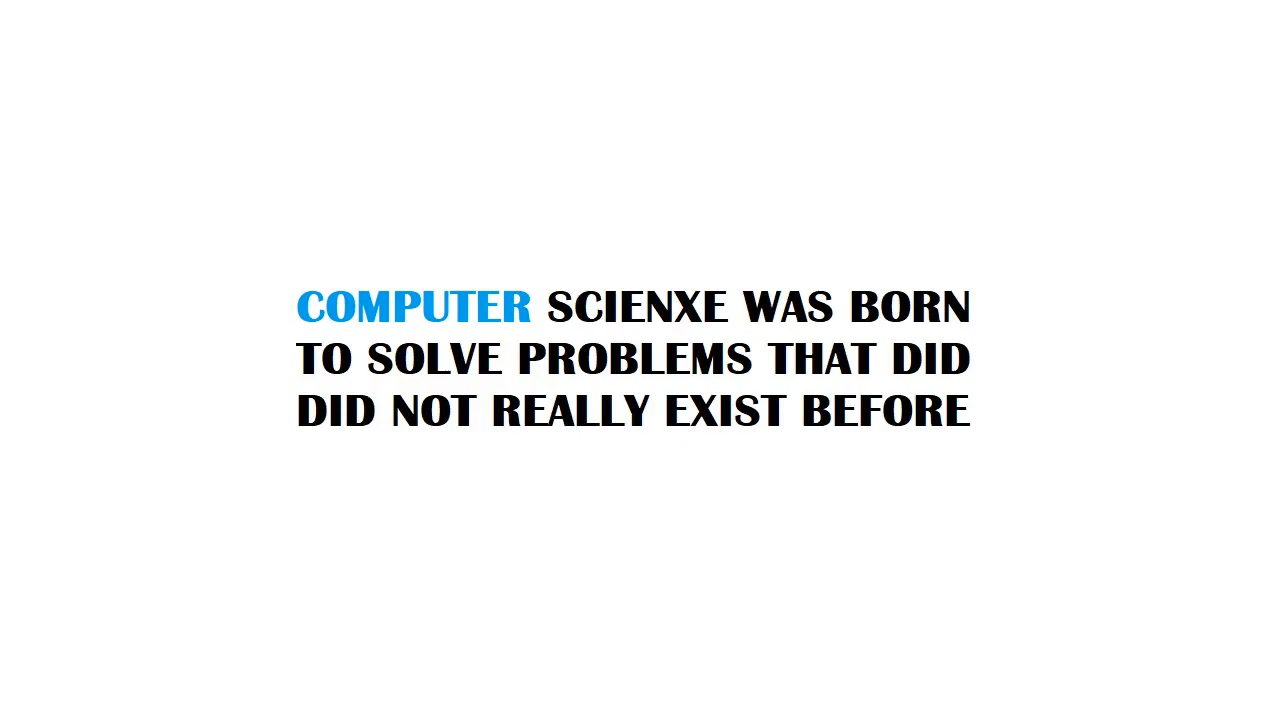 COMPUTER SCIENXE WAS BORN
TO SOLVE PROBLEMS THAT DID
DID NOT REALLY EXIST BEFORE